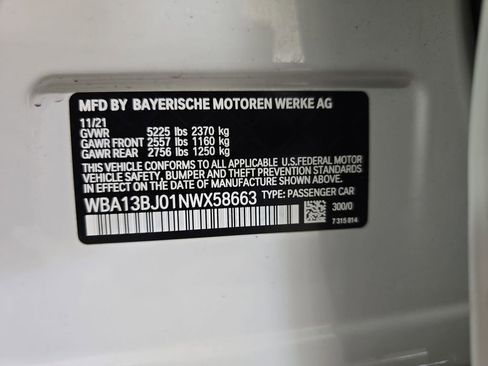 MFD BY BAYERISCHE MOTOREN WERKE AG
11/21
GVWR 5225 lbs 2370 kg
GAWR FRONT 2557 lbs 1160 kg
GAWR REAR 2756 lbs 1250 kg
THIS VEHICLE CONFORMS TO ALL APPLICABLE U.S.FEDERAL MOTOR
VEHICLE SAFETY, BUMPER AND THEFT PREVENTION STANDARDS IN
EFFECT ON THE DATE OF MANUFACTURE SHOWN ABOVE.
WBA13BJ01NWX58663 TYPE: PASSENGER CAR
300/0
7 315 814